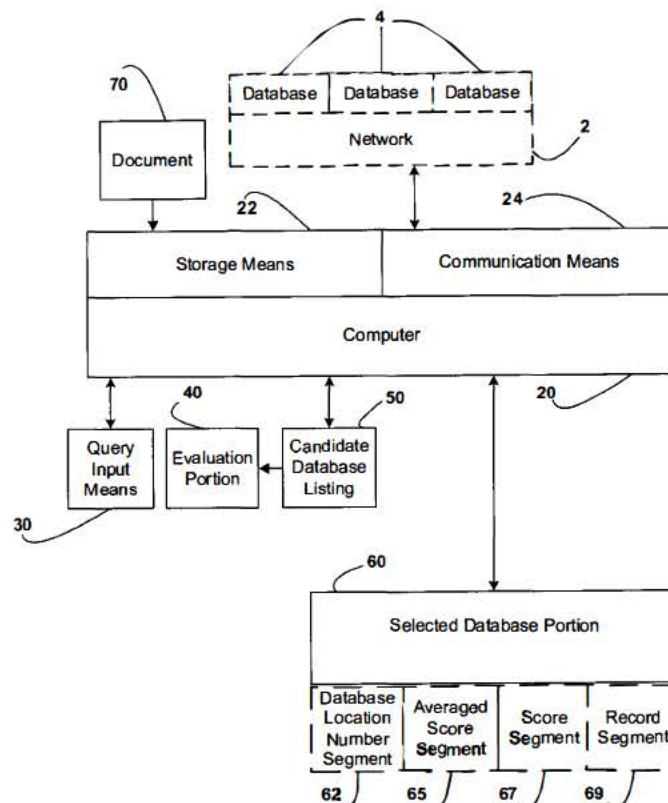 4
70
Database Database Database
Network
2
Document
22
24
Storage Means
Communication Means
Computer
40
50
20
Query
Input
Means
Evaluation
Portion
Candidate
Database
Listing
30
60
Selected Database Portion
Database
Location
Number
Segment
Averaged
Score
Segment
Score
Segment
Record
Segment
62
65
67
69